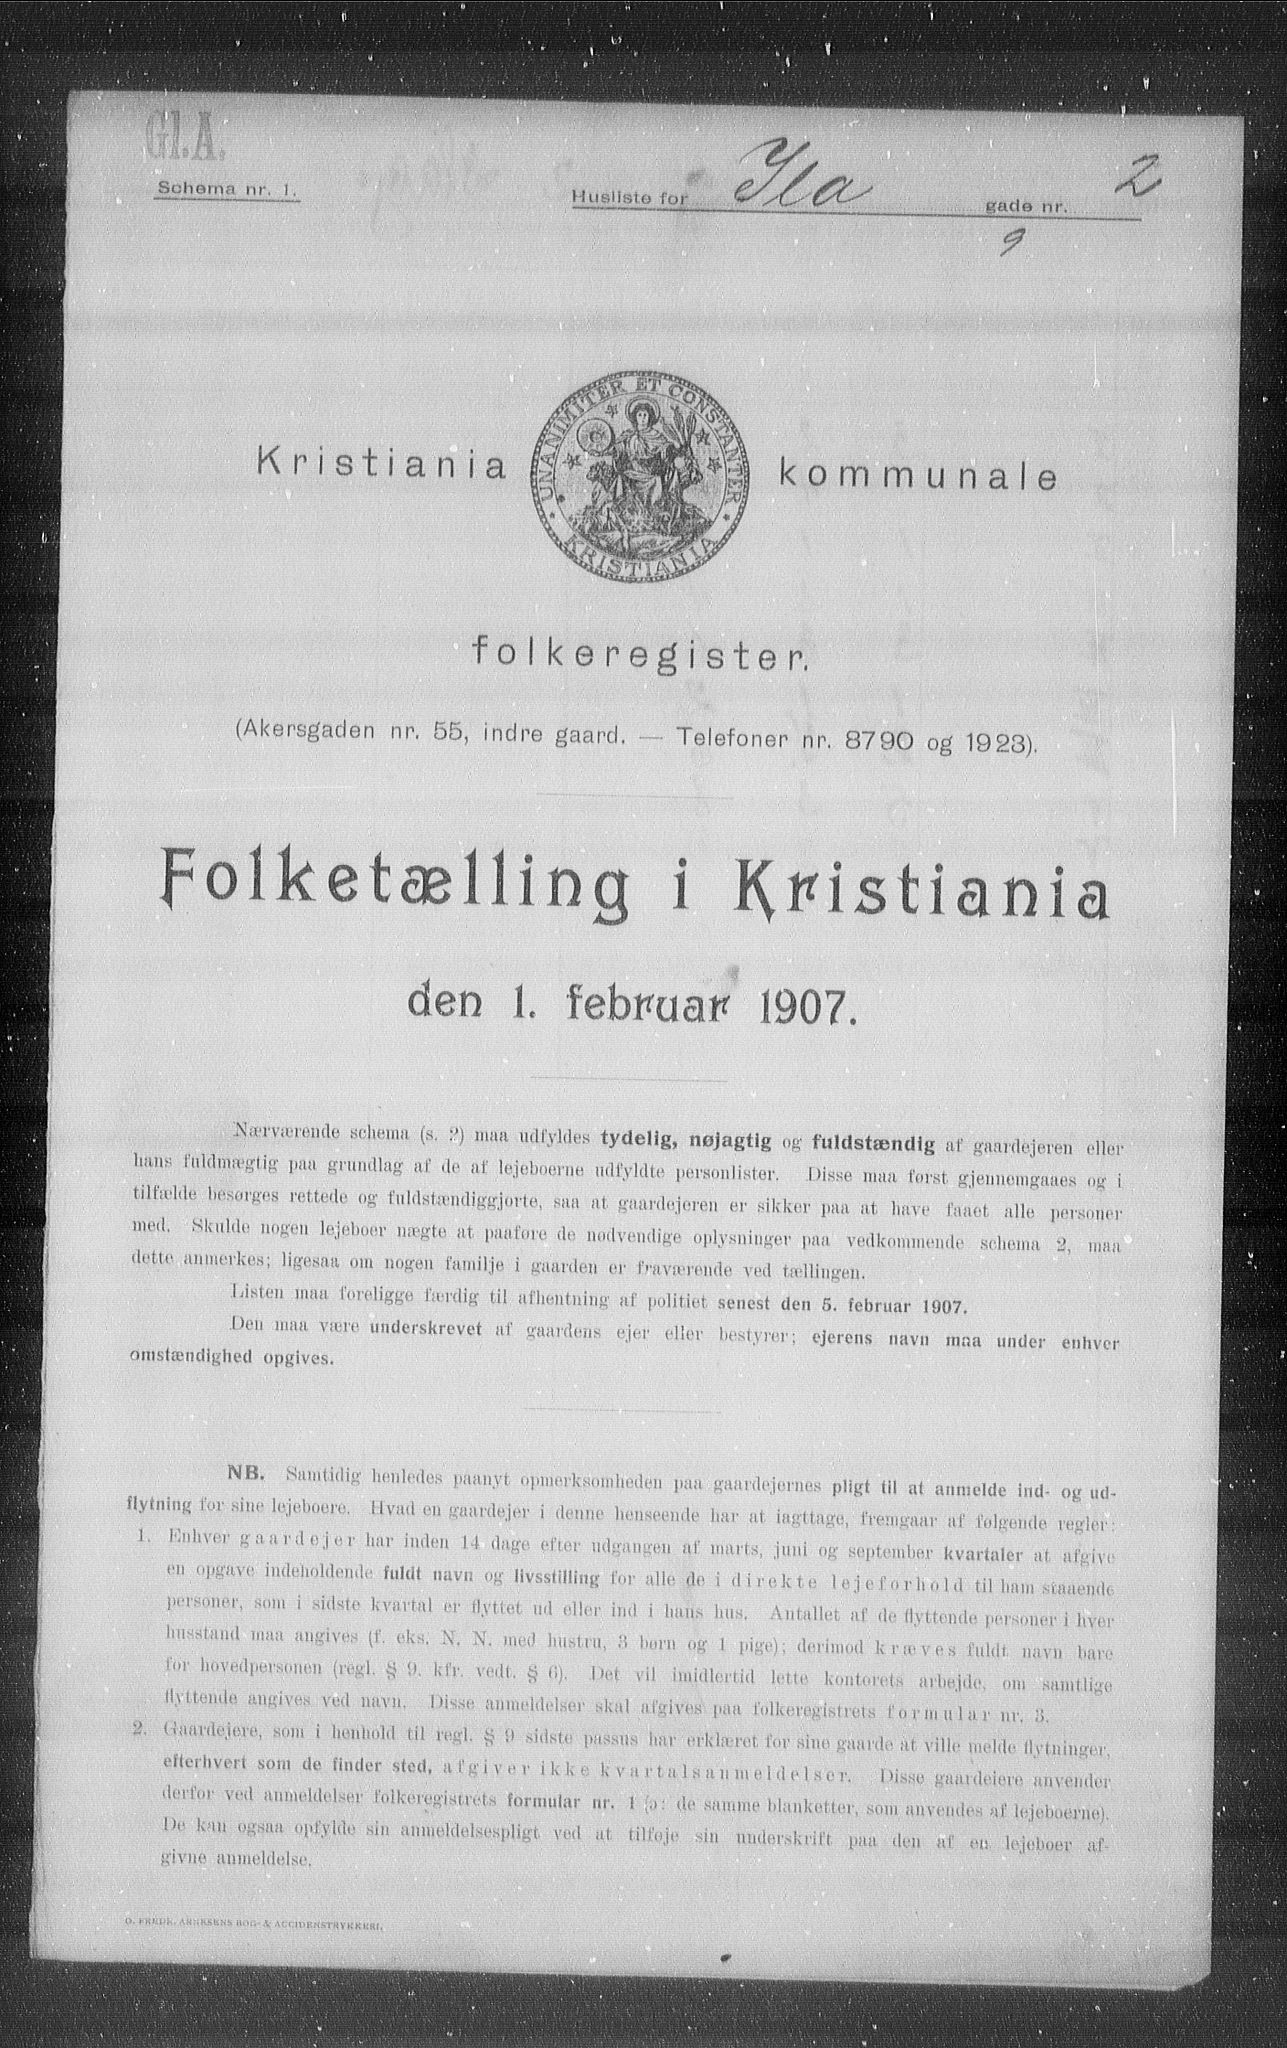 Gl. A.
Schema nr. 1.
Husliste for Ila gade nr. 2
9
UNANIMITER ET CONSTANTER
KRISTIANIA
Kristiania kommunale
folkeregister.
(Akersgaden nr. 55, indre gaard. — Telefoner nr. 8790 og 1923).
Folketælling i Kristiania
den 1. februar 1907.
Nærværende schema (s. 2) maa udfyldes tydelig, nøjagtig og fuldstændig af gaardejeren eller
hans fuldmægtig paa grundlag af de af lejeboerne udfyldte personlister. Disse maa først gjennemgaaes og i
tilfælde besørges rettede og fuldstændiggjorte, saa at gaardejeren er sikker paa at have faaet alle personer
med. Skulde nogen lejeboer nægte at paaføre de nødvendige oplysninger paa vedkommende schema 2, maa
dette anmerkes; ligesaa om nogen familje i gaarden er fraværende ved tællingen.
Listen maa foreligge færdig til afhentning af politiet senest den 5. februar 1907.
Den maa være underskrevet af gaardens ejer eller bestyrer; ejerens navn maa under enhver
omstændighed opgives.
NB. Samtidig henledes paanyt opmerksomheden paa gaardejernes pligt til at anmelde ind- og ud-
flytning for sine lejeboere. Hvad en gaardejer i denne henseende har at iagttage, fremgaar af følgende regler:
1. Enhver gaardejer har inden 14 dage efter udgangen af marts, juni og september kvartaler at afgive
en opgave indeholdende fuldt navn og livsstilling for alle de i direkte lejeforhold til ham staaende
personer, som i sidste kvartal er flyttet ud eller ind i hans hus. Antallet af de flyttende personer i hver
husstand maa angives (f. eks. N. N. med hustru, 3 børn og 1 pige); derimod kræves fuldt navn bare
for hovedpersonen (regl. § 9. kfr. vedt. § 6). Det vil imidlertid lette kontorets arbejde, om samtlige
flyttende angives ved navn. Disse anmeldelser skal afgives paa folkeregistrets formular nr. 3.
2. Gaardejere, som i henhold til regl. § 9 sidste passus har erklæret for sine gaarde at ville melde flytninger,
efterhvert som de finder sted, afgiver ikke kvartalsanmeldelser. Disse gaardeiere anvender
derfor ved anmeldelser folkeregistrets formular nr. 1 (ɔ: de samme blanketter, som anvendes af lejeboerne).
De kan ogsaa opfylde sin anmeldelsespligt ved at tilføje sin underskrift paa den af en lejeboer af-
givne anmeldelse.
O. FREDR. ARNESENS BOG- & ACCIDENSTRYKKERI.